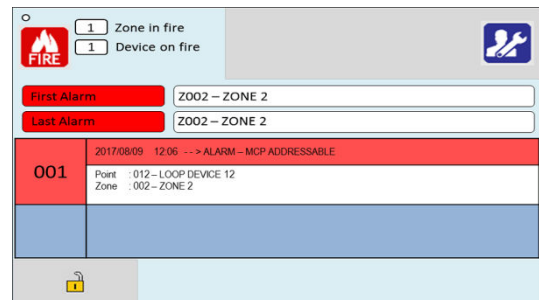 1 Zone in fire
1 Device on fire
FIRE
First Alarm
Z002 – ZONE 2
Last Alarm
Z002 – ZONE 2
001
2017/08/09 12:06 - - > ALARM – MCP ADDRESSABLE
Point : 012 – LOOP DEVICE 12
Zone : 002 – ZONE 2